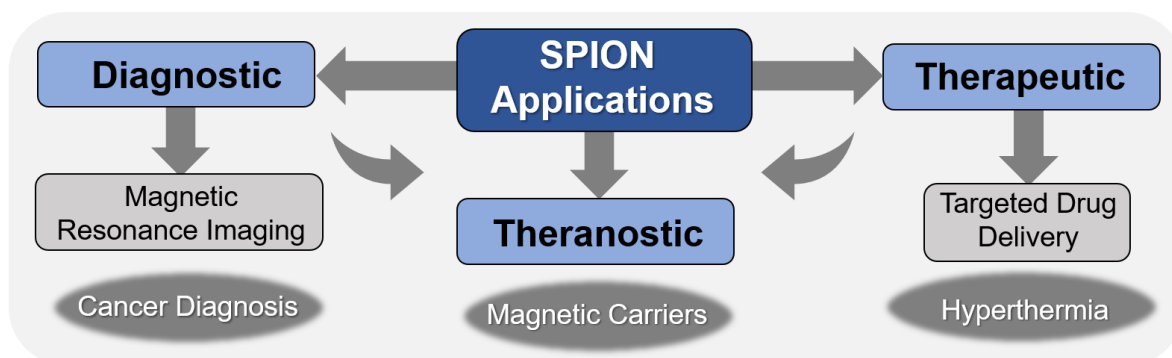 SPION
Applications
Diagnostic
Therapeutic
Magnetic
Resonance Imaging
Theranostic
Targeted Drug
Delivery
Cancer Diagnosis
Magnetic Carriers
Hyperthermia